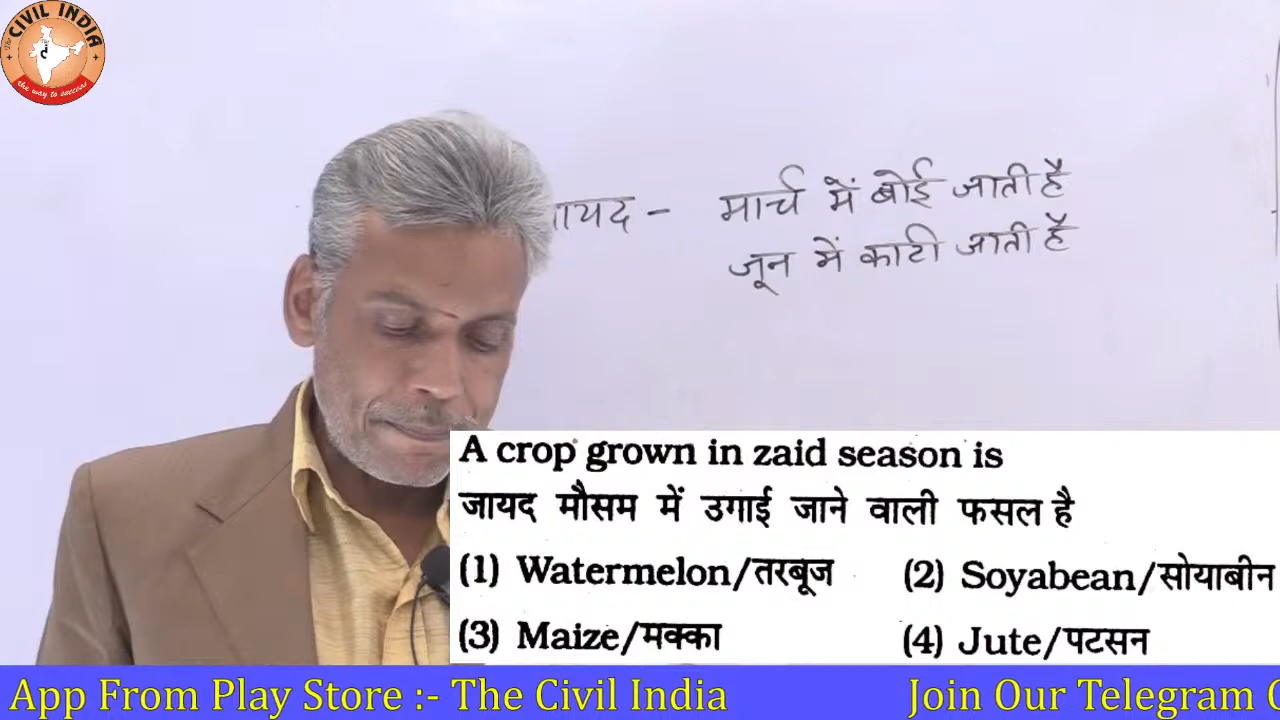 The CIVIL INDIA
the way to success
मार्च में बोई जाती है
जून में काटी जाती है
A crop grown in zaid season is
जायद मौसम में उगाई जाने वाली फसल है
(1) Watermelon/तरबूज (2) Soyabean/सोयाबीन
(3) Maize/मक्का (4) Jute/पटसन
App From Play Store :- The Civil India Join Our Telegram